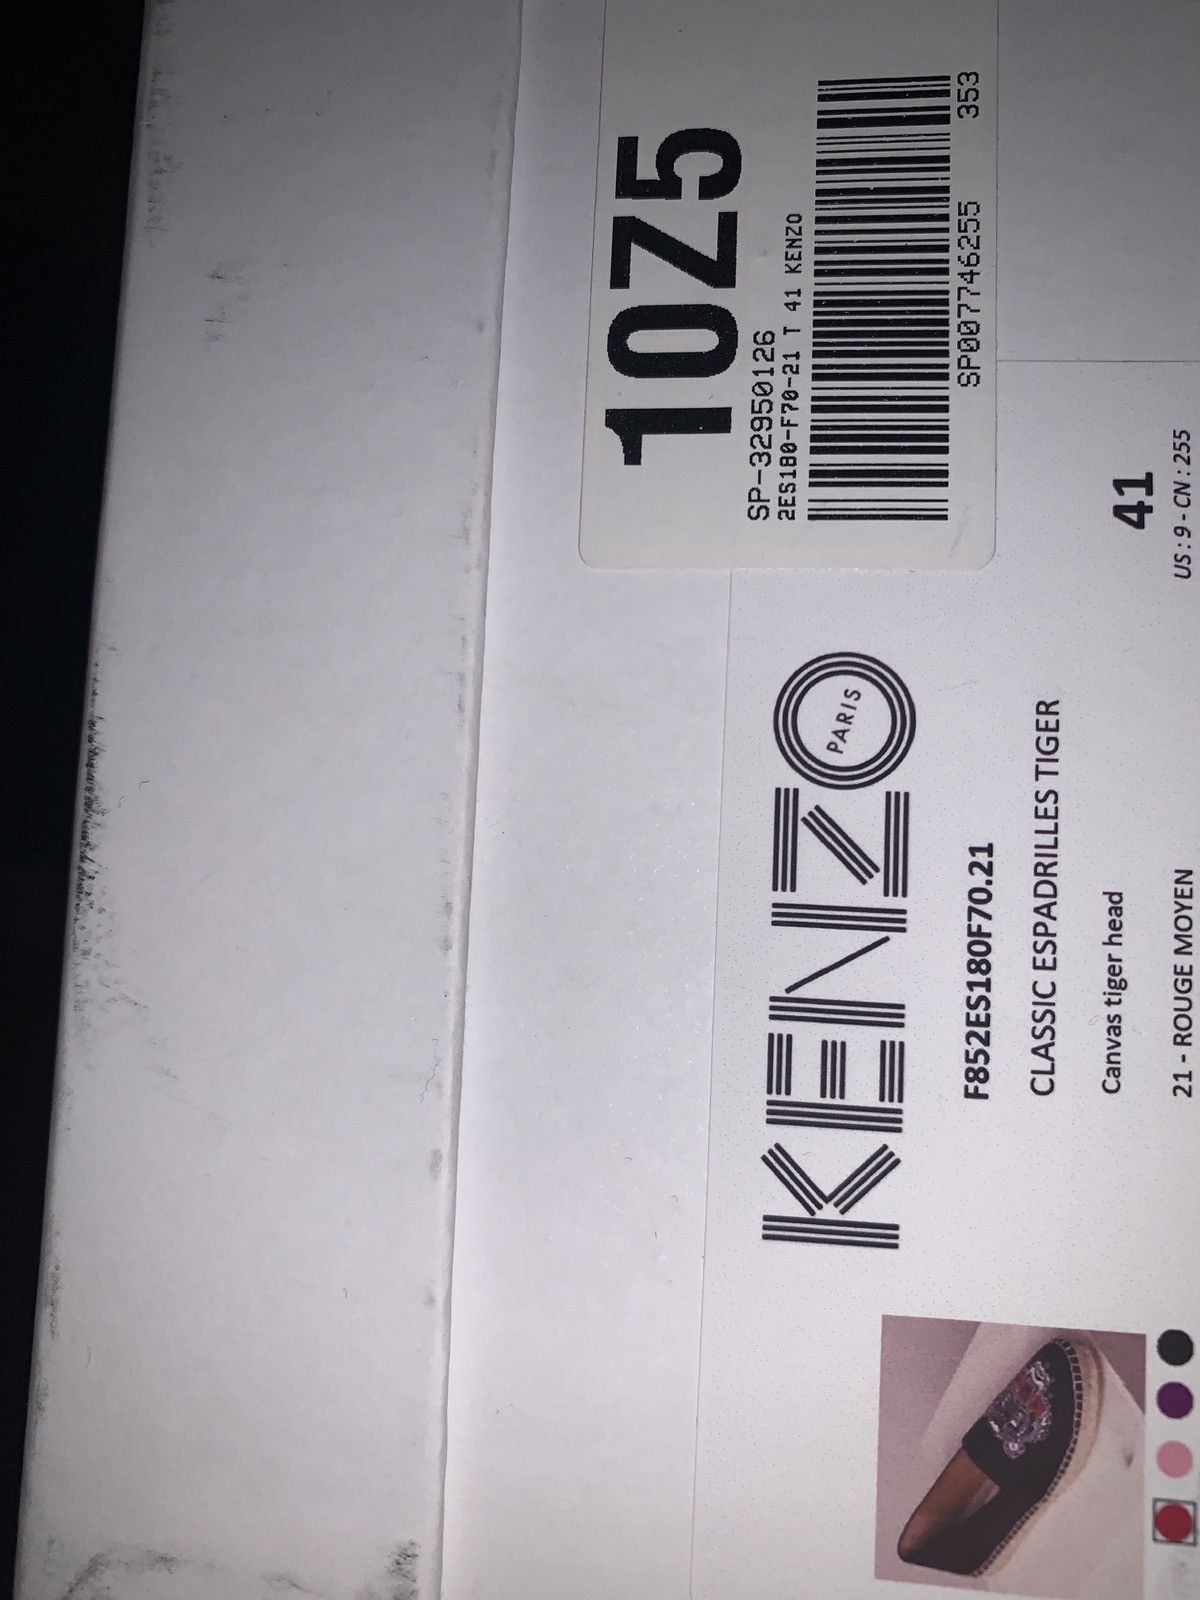 10Z5
SP-32950126
2ES180-F70-21 T 41 KENZO
SP007746255 353
KENZO
PARIS
F852ES180F70.21
CLASSIC ESPADRILLES TIGER
Canvas tiger head
41
21 - ROUGE MOYEN
US : 9 - CN : 255